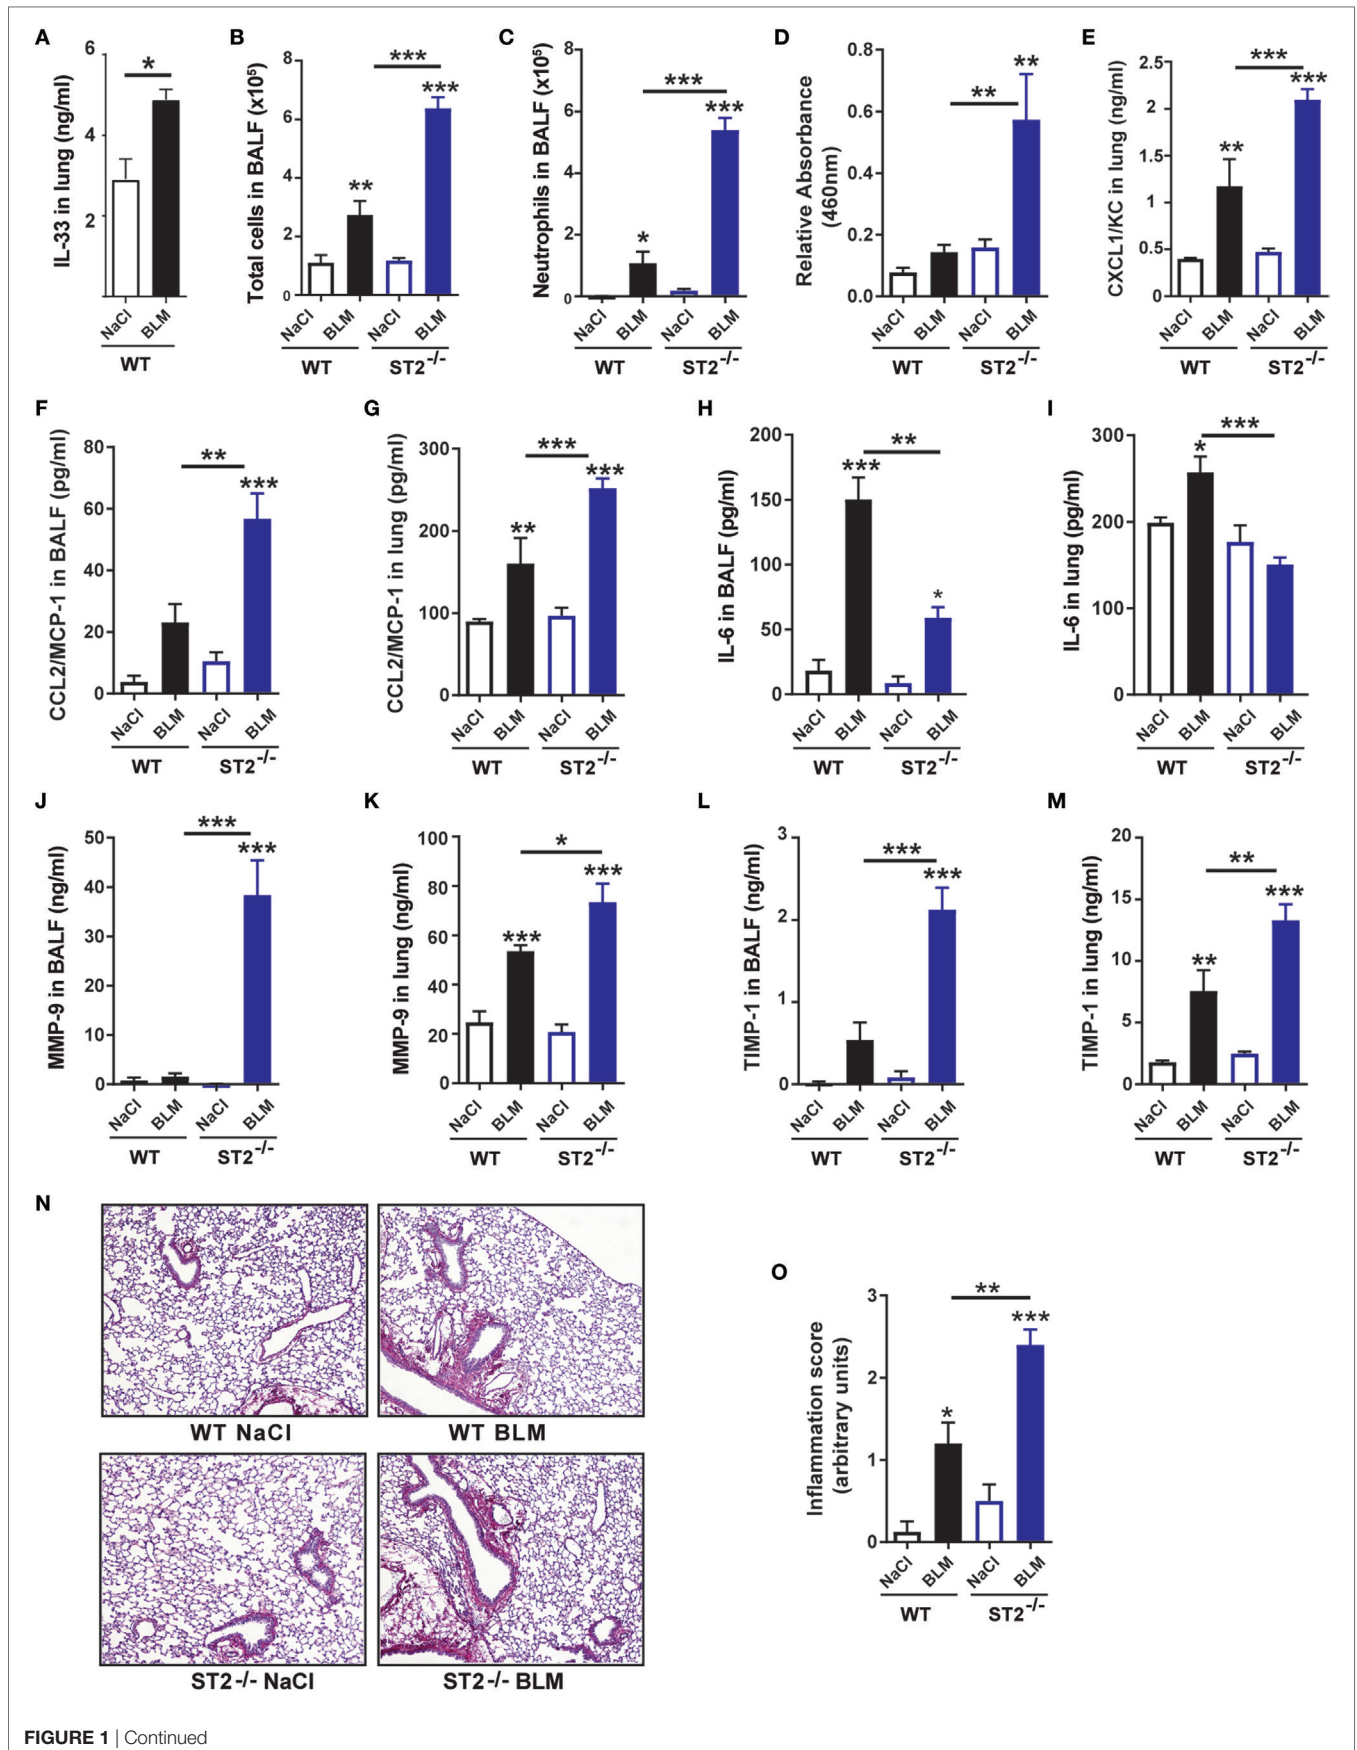 A
IL-33 in lung (ng/ml)
6
4
2
*
NaCl BLM
WT
B
Total cells in BALF (x10⁵)
8
6
4
2
0
***
***
**
NaCl BLM NaCl BLM
WT ST2-/-
C
Neutrophils in BALF (x10⁵)
8
6
4
2
0
***
***
*
NaCl BLM NaCl BLM
WT ST2-/-
D
Relative Absorbance
(460nm)
0.8
0.6
0.4
0.2
0.0
**
**
NaCl BLM NaCl BLM
WT ST2-/-
E
CXCL1/KC in lung (ng/ml)
2.5
2
1.5
1
0.5
0
***
***
**
NaCl BLM NaCl BLM
WT ST2-/-
F
CCL2/MCP-1 in BALF (pg/ml)
80
60
40
20
0
**
***
NaCl BLM NaCl BLM
WT ST2-/-
G
CCL2/MCP-1 in lung (pg/ml)
300
200
100
0
***
***
**
NaCl BLM NaCl BLM
WT ST2-/-
H
IL-6 in BALF (pg/ml)
200
150
100
50
0
**
***
*
NaCl BLM NaCl BLM
WT ST2-/-
I
IL-6 in lung (pg/ml)
300
200
100
0
***
*
NaCl BLM NaCl BLM
WT ST2-/-
J
MMP-9 in BALF (ng/ml)
50
40
30
20
10
0
***
***
NaCl BLM NaCl BLM
WT ST2-/-
K
MMP-9 in lung (ng/ml)
100
80
60
40
20
0
*
***
***
NaCl BLM NaCl BLM
WT ST2-/-
L
TIMP-1 in BALF (ng/ml)
3
2
1
0
***
***
NaCl BLM NaCl BLM
WT ST2-/-
M
TIMP-1 in lung (ng/ml)
20
15
10
5
0
**
***
**
NaCl BLM NaCl BLM
WT ST2-/-
N
WT NaCl
WT BLM
ST2-/- NaCl
ST2-/- BLM
O
Inflammation score
(arbitrary units)
3
2
1
0
**
***
*
NaCl BLM NaCl BLM
WT ST2-/-
FIGURE 1 | Continued